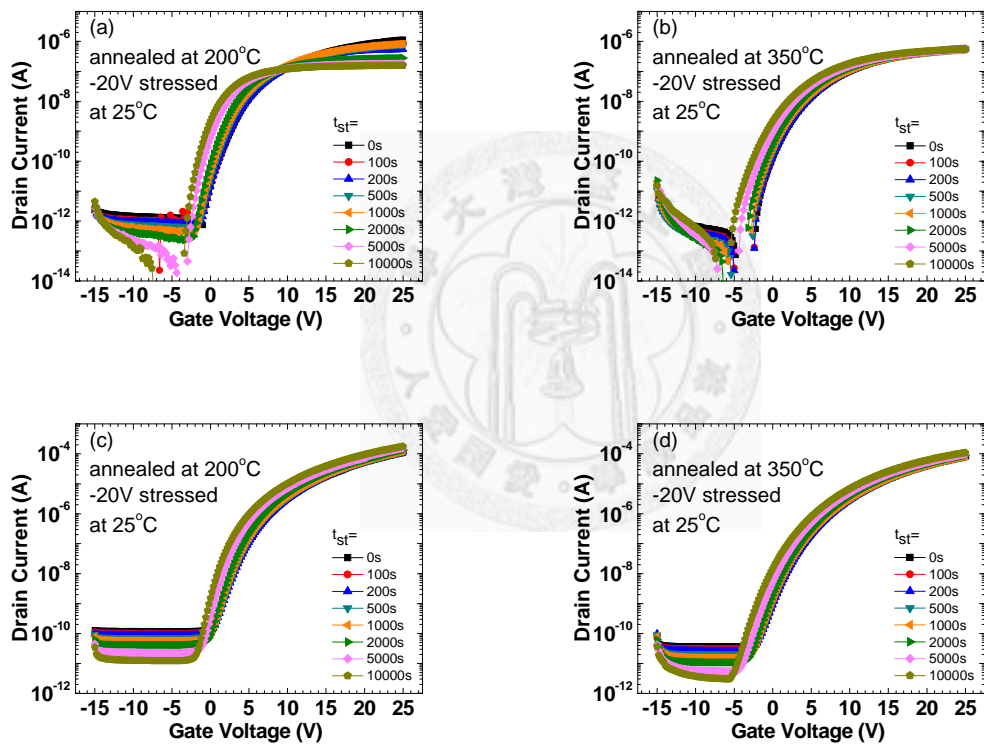 (a)
annealed at 200°C
-20V stressed
at 25°C
t_st=
0s
100s
200s
500s
1000s
2000s
5000s
10000s
10^-6
10^-8
10^-10
10^-12
10^-14
Drain Current (A)
-15 -10 -5 0 5 10 15 20 25
Gate Voltage (V)
(b)
annealed at 350°C
-20V stressed
at 25°C
t_st=
0s
100s
200s
500s
1000s
2000s
5000s
10000s
10^-6
10^-8
10^-10
10^-12
10^-14
Drain Current (A)
-15 -10 -5 0 5 10 15 20 25
Gate Voltage (V)
(c)
annealed at 200°C
-20V stressed
at 25°C
t_st=
0s
100s
200s
500s
1000s
2000s
5000s
10000s
10^-4
10^-6
10^-8
10^-10
10^-12
Drain Current (A)
-15 -10 -5 0 5 10 15 20 25
Gate Voltage (V)
(d)
annealed at 350°C
-20V stressed
at 25°C
t_st=
0s
100s
200s
500s
1000s
2000s
5000s
10000s
10^-4
10^-6
10^-8
10^-10
10^-12
Drain Current (A)
-15 -10 -5 0 5 10 15 20 25
Gate Voltage (V)